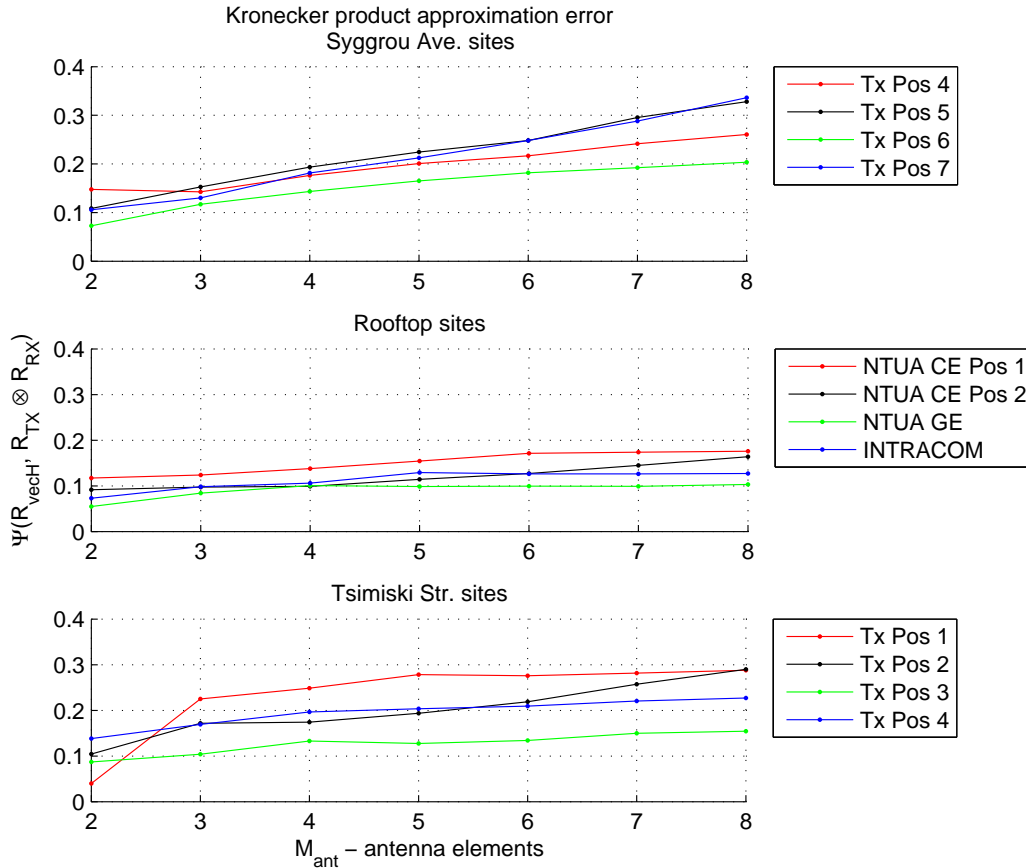 Kronecker product approximation error
Syggrou Ave. sites
0.4
0.3
0.2
0.1
0
2 3 4 5 6 7 8
Tx Pos 4
Tx Pos 5
Tx Pos 6
Tx Pos 7
Rooftop sites
Ψ(R_vecH, R_TX ⊗ R_RX)
0.4
0.3
0.2
0.1
0
2 3 4 5 6 7 8
NTUA CE Pos 1
NTUA CE Pos 2
NTUA GE
INTRACOM
Tsimiski Str. sites
0.4
0.3
0.2
0.1
0
2 3 4 5 6 7 8
M_ant − antenna elements
Tx Pos 1
Tx Pos 2
Tx Pos 3
Tx Pos 4